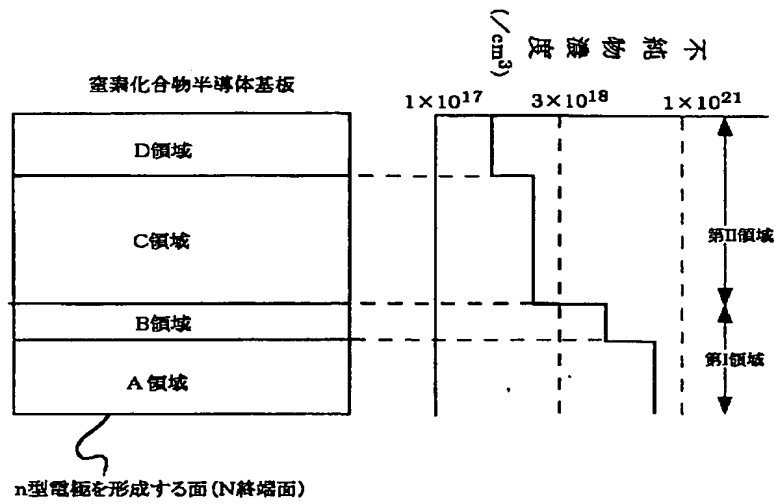 不純物濃度
(/cm³)
窒素化合物半導体基板
1×10¹⁷ 3×10¹⁸ 1×10²¹
D領域
C領域
第II領域
B領域
第I領域
A領域
n型電極を形成する面(N終端面)